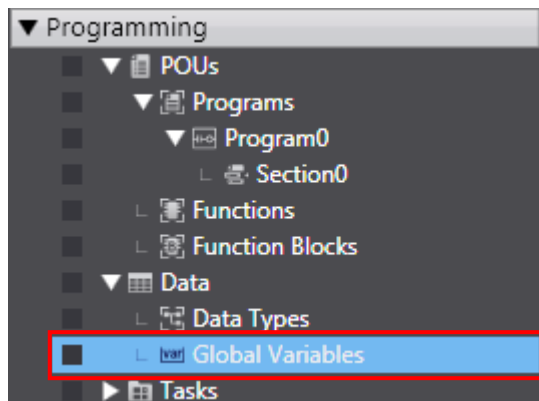 Programming
POUs
Programs
Program0
Section0
Functions
Function Blocks
Data
Data Types
var Global Variables
Tasks